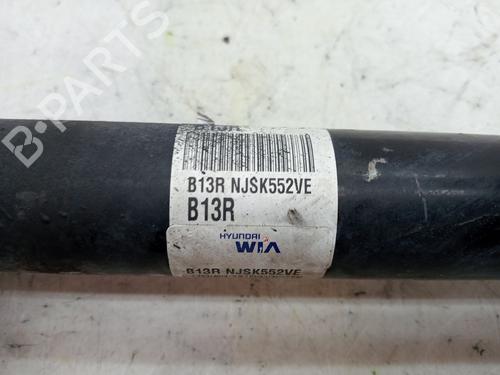 B-PARTS
B13R NJSK552VE
B13R
HYUNDAI
WIA
B13R NJSK552VE